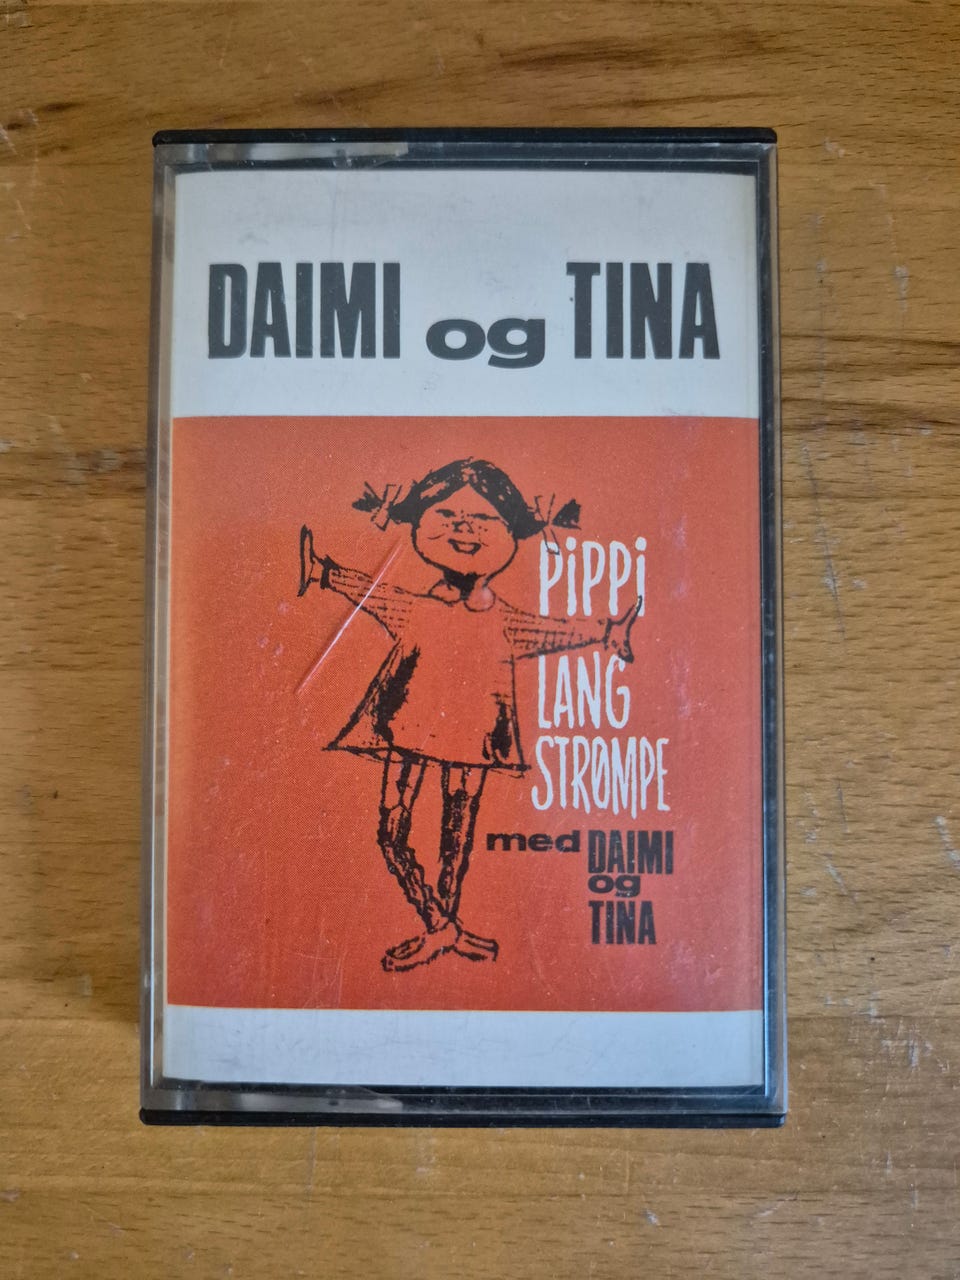 DAIMI og TINA
PiPPi
LANG
STRØMPE
med DAIMI
og
TINA